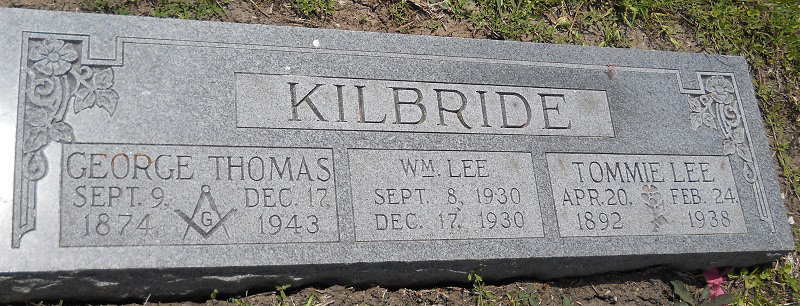 KILBRIDE
GEORGE THOMAS
SEPT. 9, DEC. 17
1874 G 1943
WM. LEE
SEPT. 8, 1930
DEC. 17, 1930
TOMMIE LEE
APR. 20, FEB. 24,
1892 1938